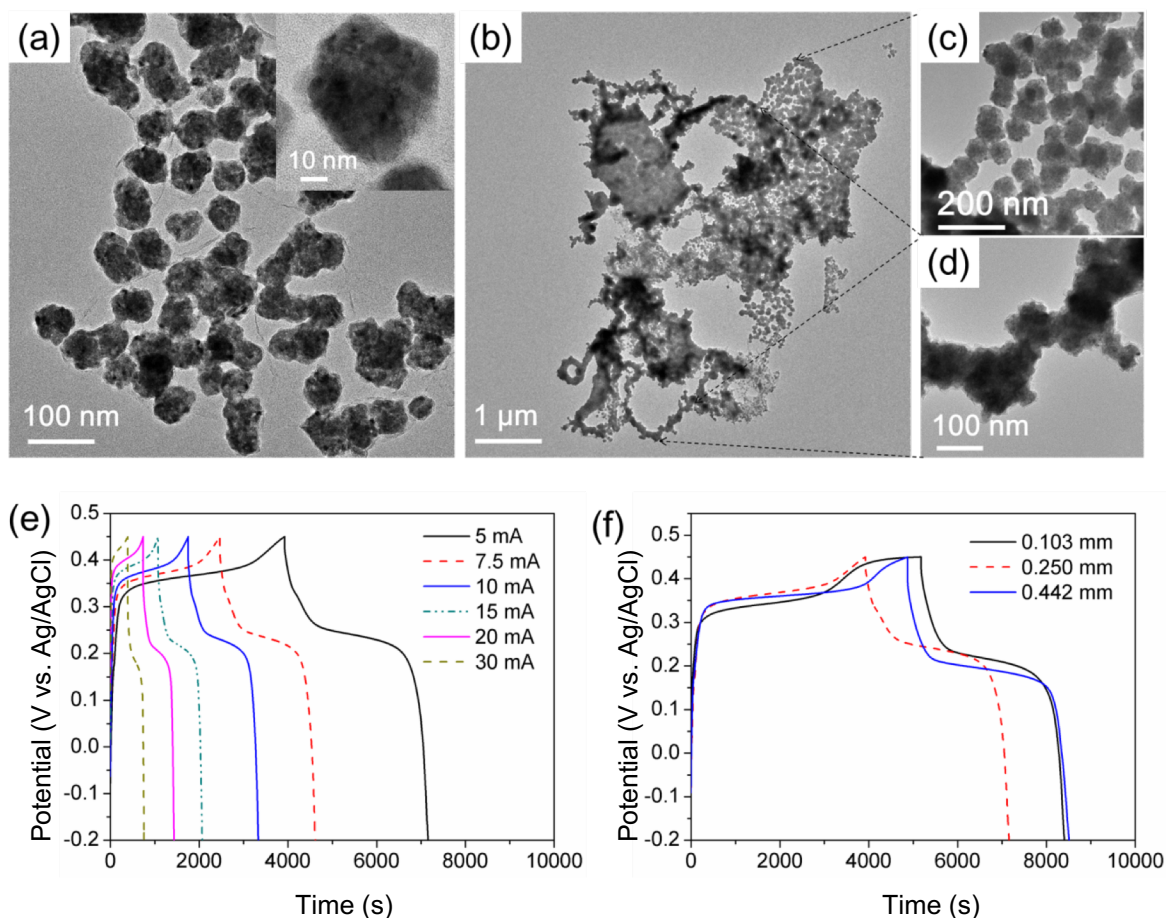 (a)
10 nm
100 nm
(b)
1 µm
(c)
200 nm
(d)
100 nm
(e)
0.5
0.4
0.3
0.2
0.1
0.0
-0.1
-0.2
Potential (V vs. Ag/AgCl)
5 mA
7.5 mA
10 mA
15 mA
20 mA
30 mA
0 2000 4000 6000 8000 10000
Time (s)
(f)
0.5
0.4
0.3
0.2
0.1
0.0
-0.1
-0.2
Potential (V vs. Ag/AgCl)
0.103 mm
0.250 mm
0.442 mm
0 2000 4000 6000 8000 10000
Time (s)